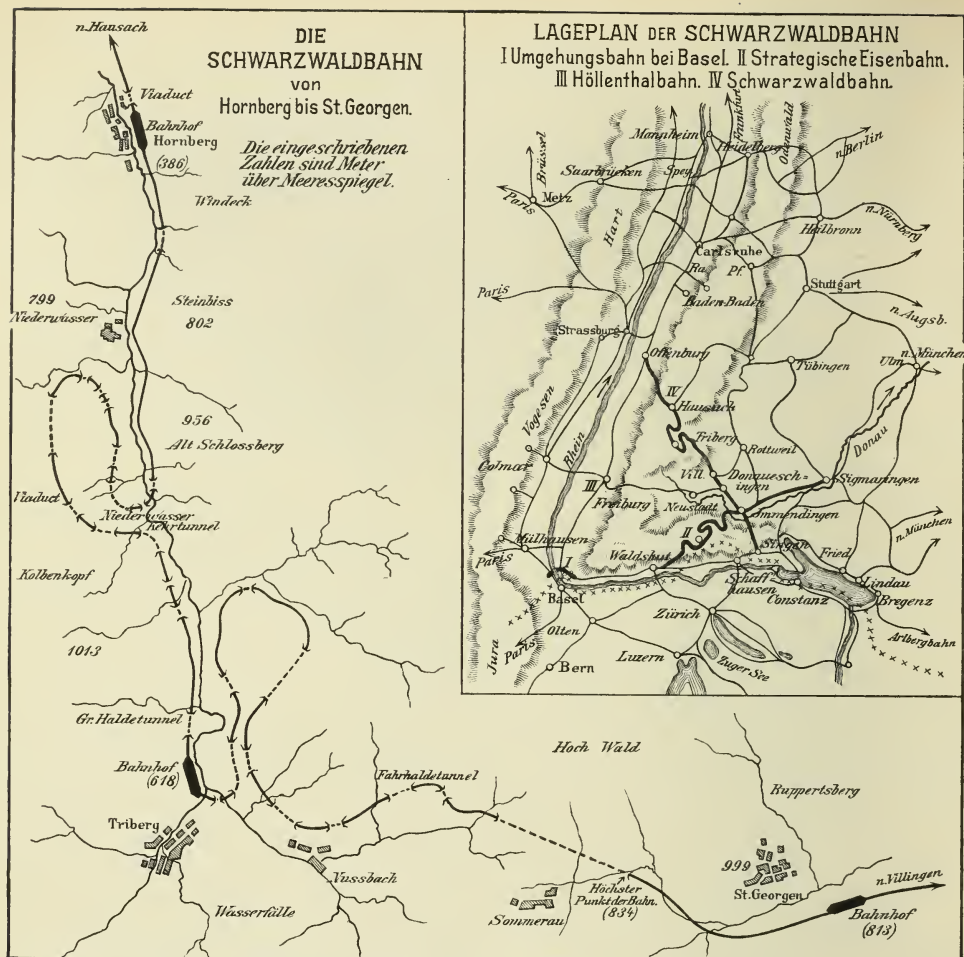 DIE
SCHWARZWALDBAHN
von
Hornberg bis St. Georgen.
Die eingeschriebenen
Zahlen sind Meter
über Meeresspiegel.
n. Hausach
Viaduct
Bahnhof
Hornberg
(386)
Windeck
799
Niederwasser
Steinbiss
802
956
Alt Schlossberg
Viaduct
Niederwasser
Kehrtunnel
Kolbenkopf
1013
Gr. Haldetunnel
Bahnhof
(618)
Triberg
Wasserfälle
Nussbach
Fahrhaldetunnel
Hoch Wald
Ruppertsberg
999
St. Georgen
Sommerau
Höchster
Punkt der Bahn.
(834)
n. Villingen
Bahnhof
(813)
LAGEPLAN DER SCHWARZWALDBAHN
I Umgehungsbahn bei Basel. II Strategische Eisenbahn.
III Höllenthalbahn. IV Schwarzwaldbahn.
Mannheim
Frankfurt
Odenwald
Heidelberg
n. Berlin
Brüssel
Saarbrücken
Spey.
Paris
Metz
Hart
n. Nürnberg
Heilbronn
Carlsruhe
Ra.
Pf.
Paris
Baden-Baden
Stuttgart
n. Augsb.
Strassburg
Offenburg
Tübingen
Ulm
n. München
IV
Hausach
Vogesen
Rhein
Triberg
Rottweil
Donau
Colmar
III
Vill.
Donauesch-
ingen
Sigmaringen
Freiburg
Neustadt
Immendingen
II
n. München
Mülhausen
Paris
Waldshut
Singen
Fried.
I
Basel
Schaff
hausen
Constanz
Lindau
Bregenz
Zürich
Olten
Paris
Jura
Arlbergbahn
Bern
Luzern
Zuger See